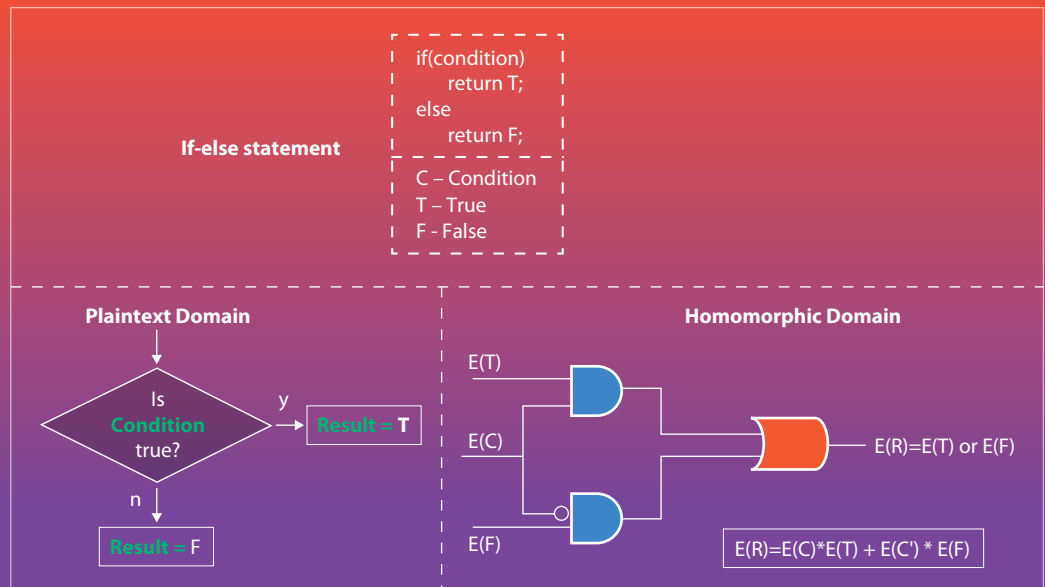 if(condition)
return T;
else
return F;
If-else statement
C – Condition
T – True
F - False
Plaintext Domain
Is
Condition
true?
y
Result = T
n
Result = F
Homomorphic Domain
E(T)
E(C)
E(F)
E(R)=E(T) or E(F)
E(R)=E(C)*E(T) + E(C') * E(F)